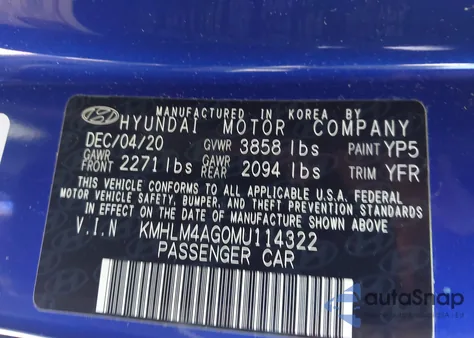 MANUFACTURED IN KOREA BY
HYUNDAI MOTOR COMPANY
DEC/04/20 GVWR 3858 lbs PAINT YP5
GAWR FRONT 2271 lbs GAWR REAR 2094 lbs TRIM YFR
THIS VEHICLE CONFORMS TO ALL APPLICABLE U.S.A. FEDERAL
MOTOR VEHICLE SAFETY, BUMPER, AND THEFT PREVENTION
STANDARDS IN EFFECT ON THE DATE OF MANUFACTURE SHOWN ABOVE
V.I.N KMHLM4AG0MU114322
PASSENGER CAR
autoSnap